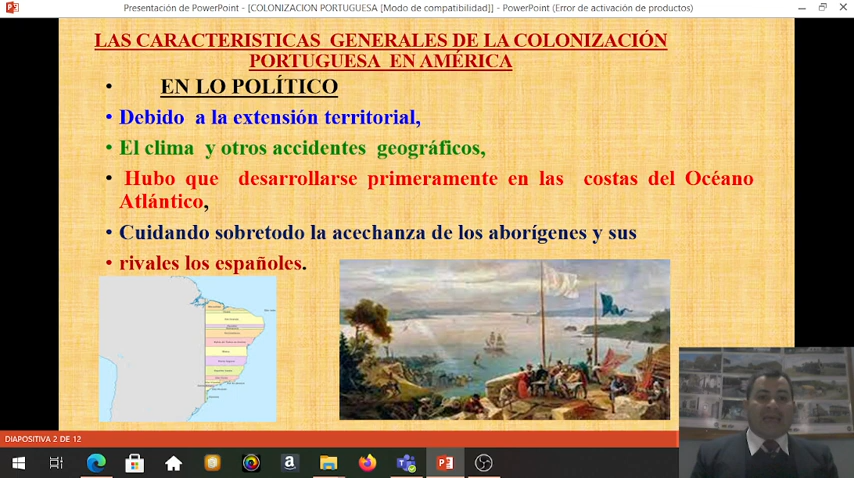 Presentación de PowerPoint - [COLONIZACION PORTUGUESA [Modo de compatibilidad]] - PowerPoint (Error de activación de productos)
LAS CARACTERISTICAS GENERALES DE LA COLONIZACIÓN
PORTUGUESA EN AMÉRICA
• EN LO POLÍTICO
• Debido a la extensión territorial,
• El clima y otros accidentes geográficos,
• Hubo que desarrollarse primeramente en las costas del Océano
Atlántico,
• Cuidando sobretodo la acechanza de los aborígenes y sus
• rivales los españoles.
DIAPOSITIVA 2 DE 12